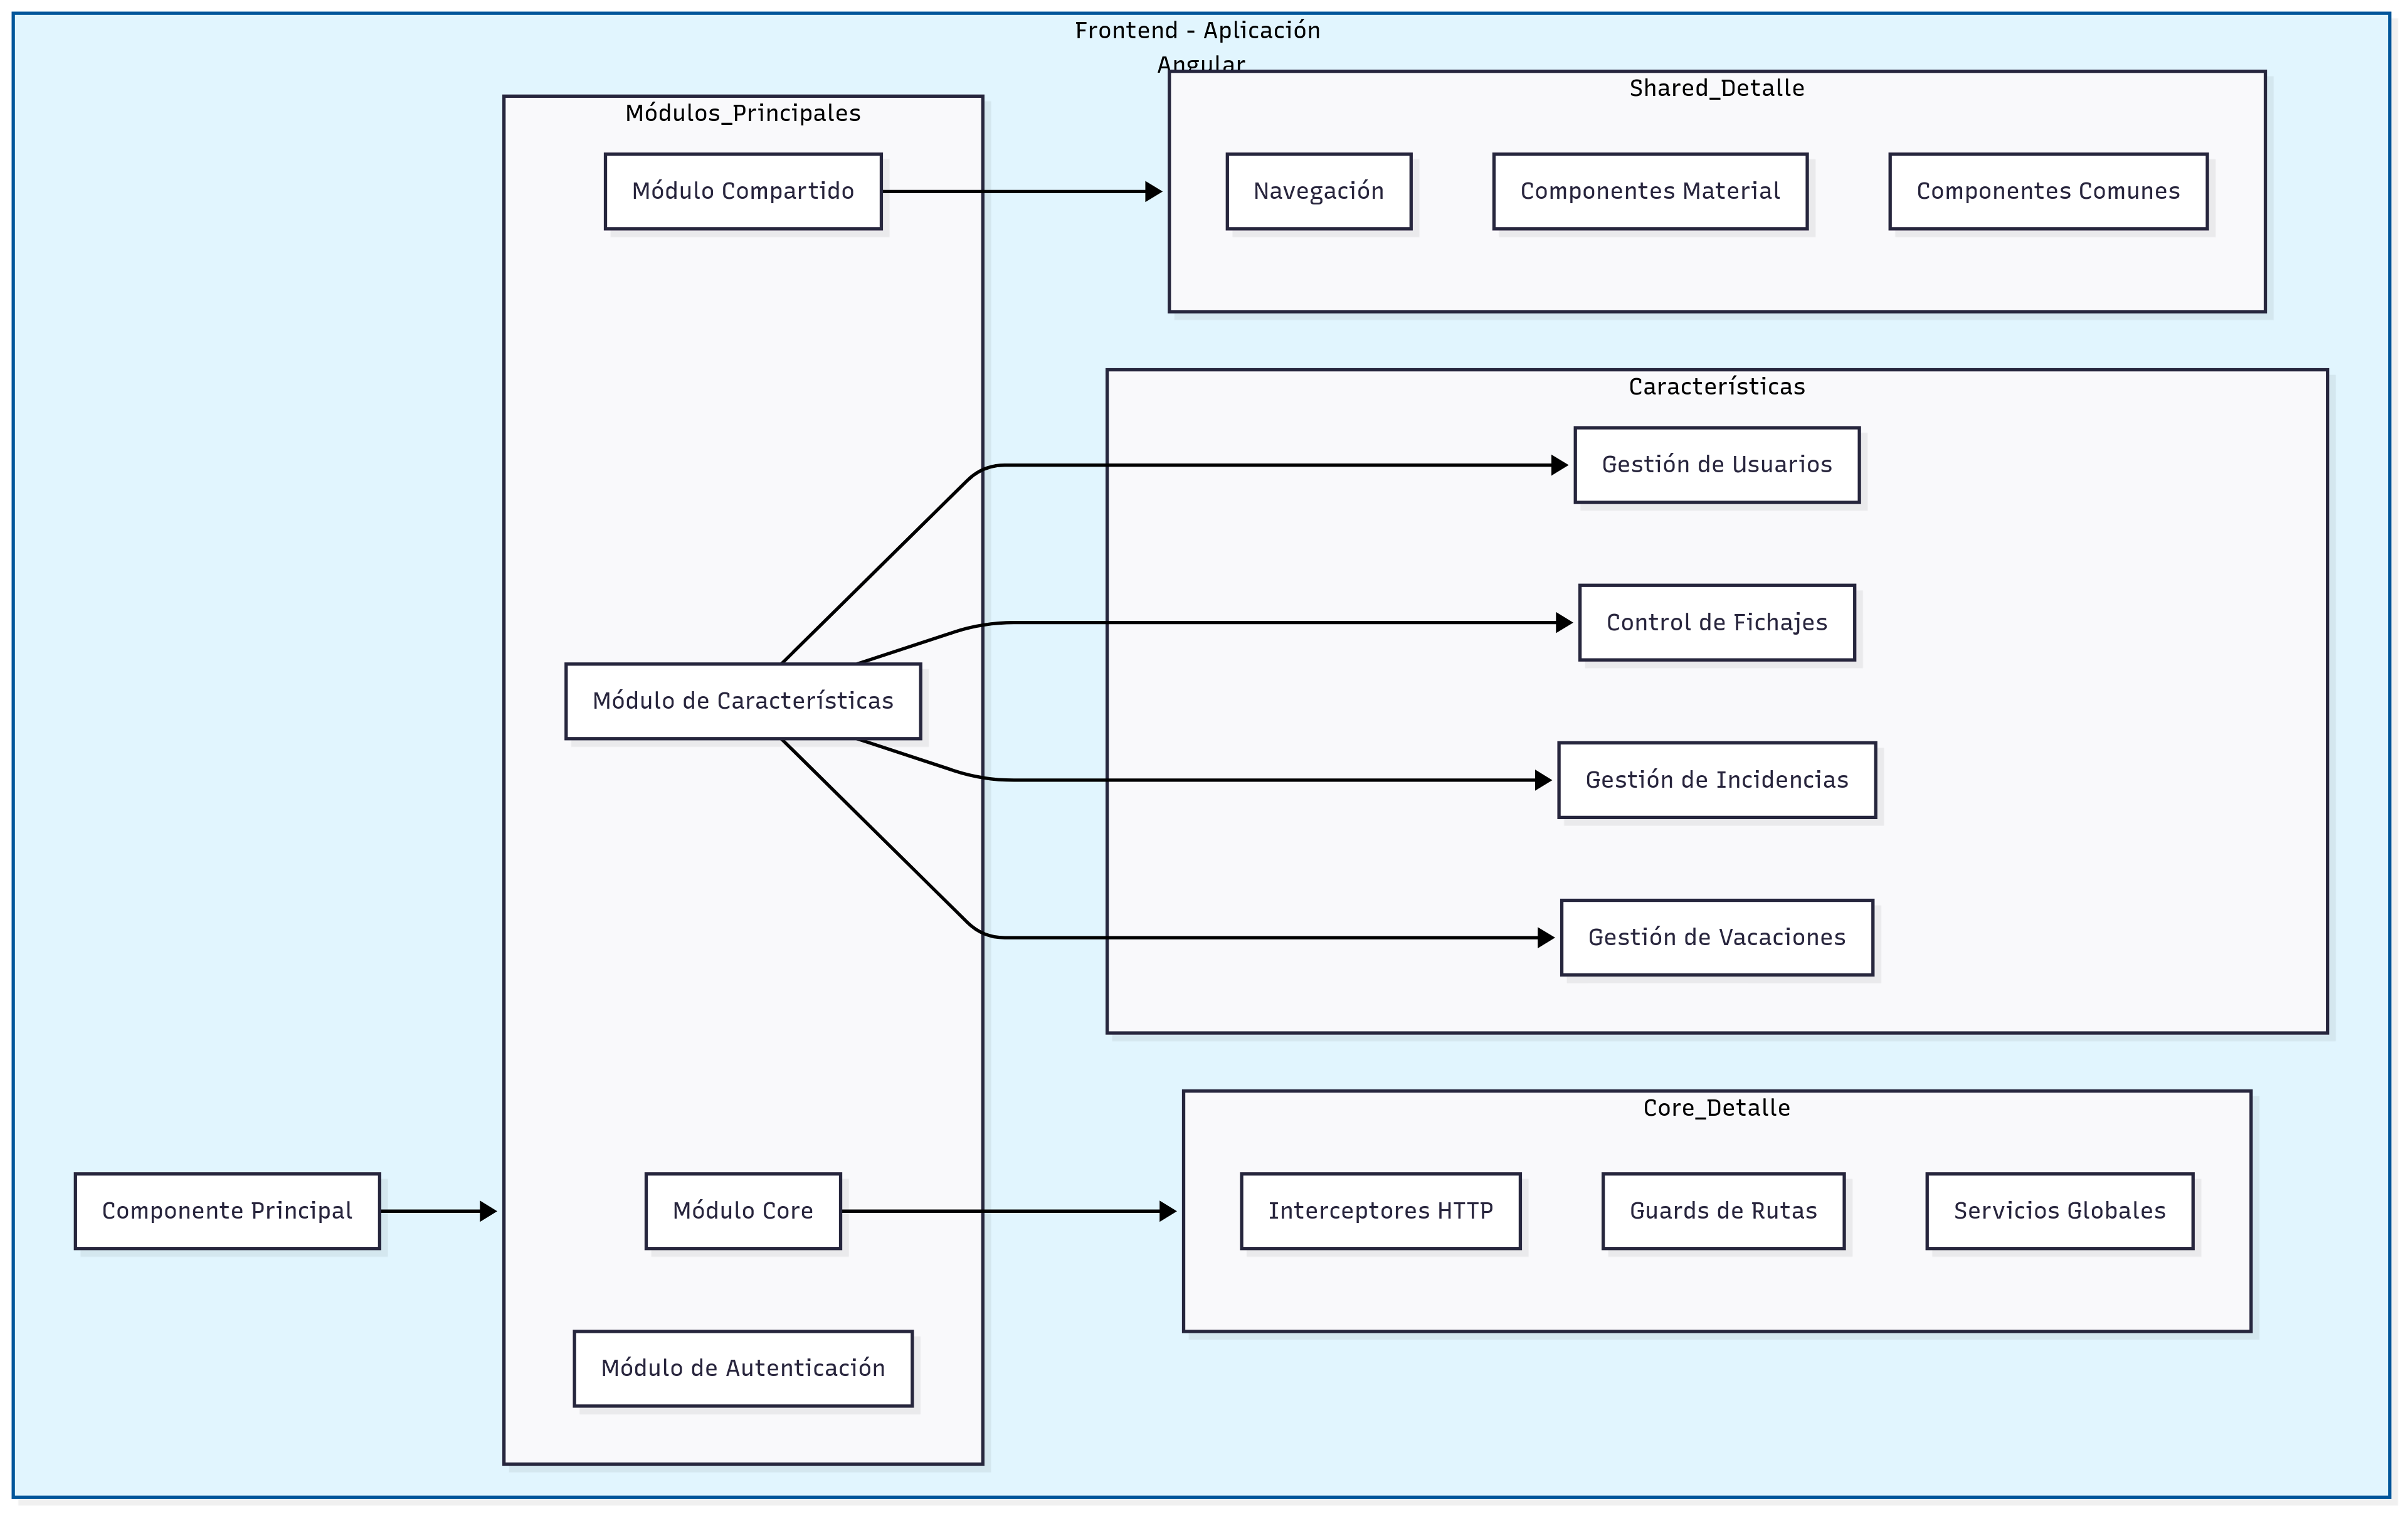 Frontend - Aplicación
Angular
Módulos_Principales
Módulo Compartido
Módulo de Características
Módulo Core
Módulo de Autenticación
Componente Principal
Shared_Detalle
Navegación
Componentes Material
Componentes Comunes
Características
Gestión de Usuarios
Control de Fichajes
Gestión de Incidencias
Gestión de Vacaciones
Core_Detalle
Interceptores HTTP
Guards de Rutas
Servicios Globales